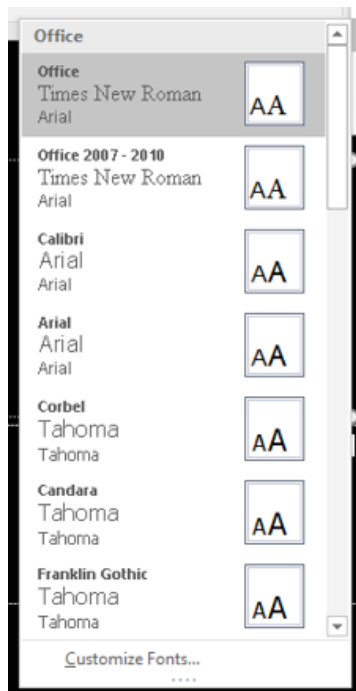 Office
Office
Times New Roman
Arial
AA
Office 2007 - 2010
Times New Roman
Arial
AA
Calibri
Arial
Arial
AA
Arial
Arial
Arial
AA
Corbel
Tahoma
Tahoma
AA
Candara
Tahoma
Tahoma
AA
Franklin Gothic
Tahoma
Tahoma
AA
Customize Fonts...